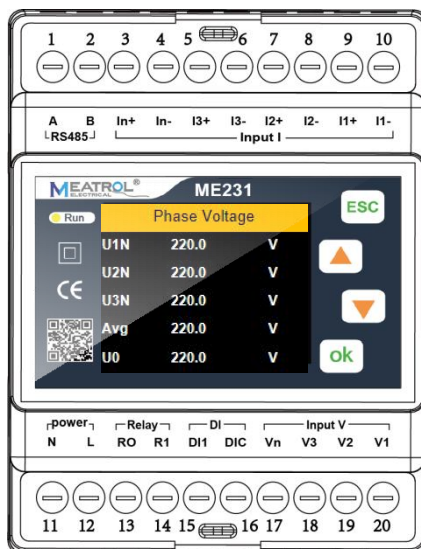 1 2 3 4 5 6 7 8 9 10
A B In+ In- I3+ I3- I2+ I2- I1+ I1-
RS485 Input I
MEATROL® ELECTRICAL ME231
Run Phase Voltage ESC
U1N 220.0 V
U2N 220.0 V
U3N 220.0 V
Avg 220.0 V
U0 220.0 V
CE
ok
power Relay DI Input V
N L RO R1 DI1 DIC Vn V3 V2 V1
11 12 13 14 15 16 17 18 19 20